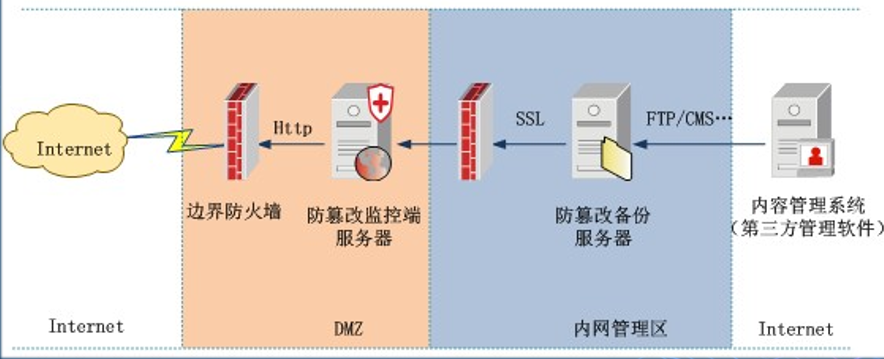 Internet
Http
SSL
FTP/CMS…
边界防火墙
防篡改监控端
服务器
防篡改备份
服务器
内容管理系统
（第三方管理软件）
Internet
DMZ
内网管理区
Internet